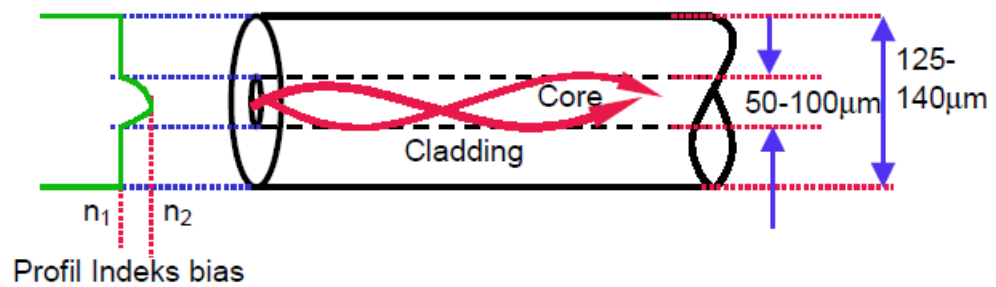 Core
Cladding
50-100μm
125-
140μm
n₁
n₂
Profil Indeks bias